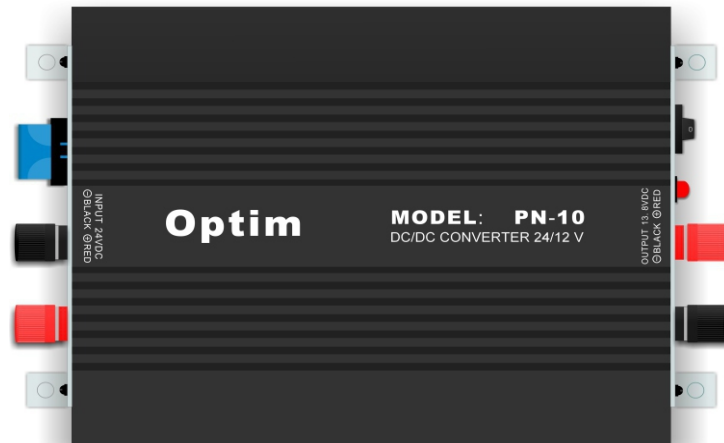 INPUT 24VDC
⊖BLACK ⊕RED
Optim
MODEL: PN-10
DC/DC CONVERTER 24/12 V
OUTPUT 13.8VDC
⊖BLACK ⊕RED